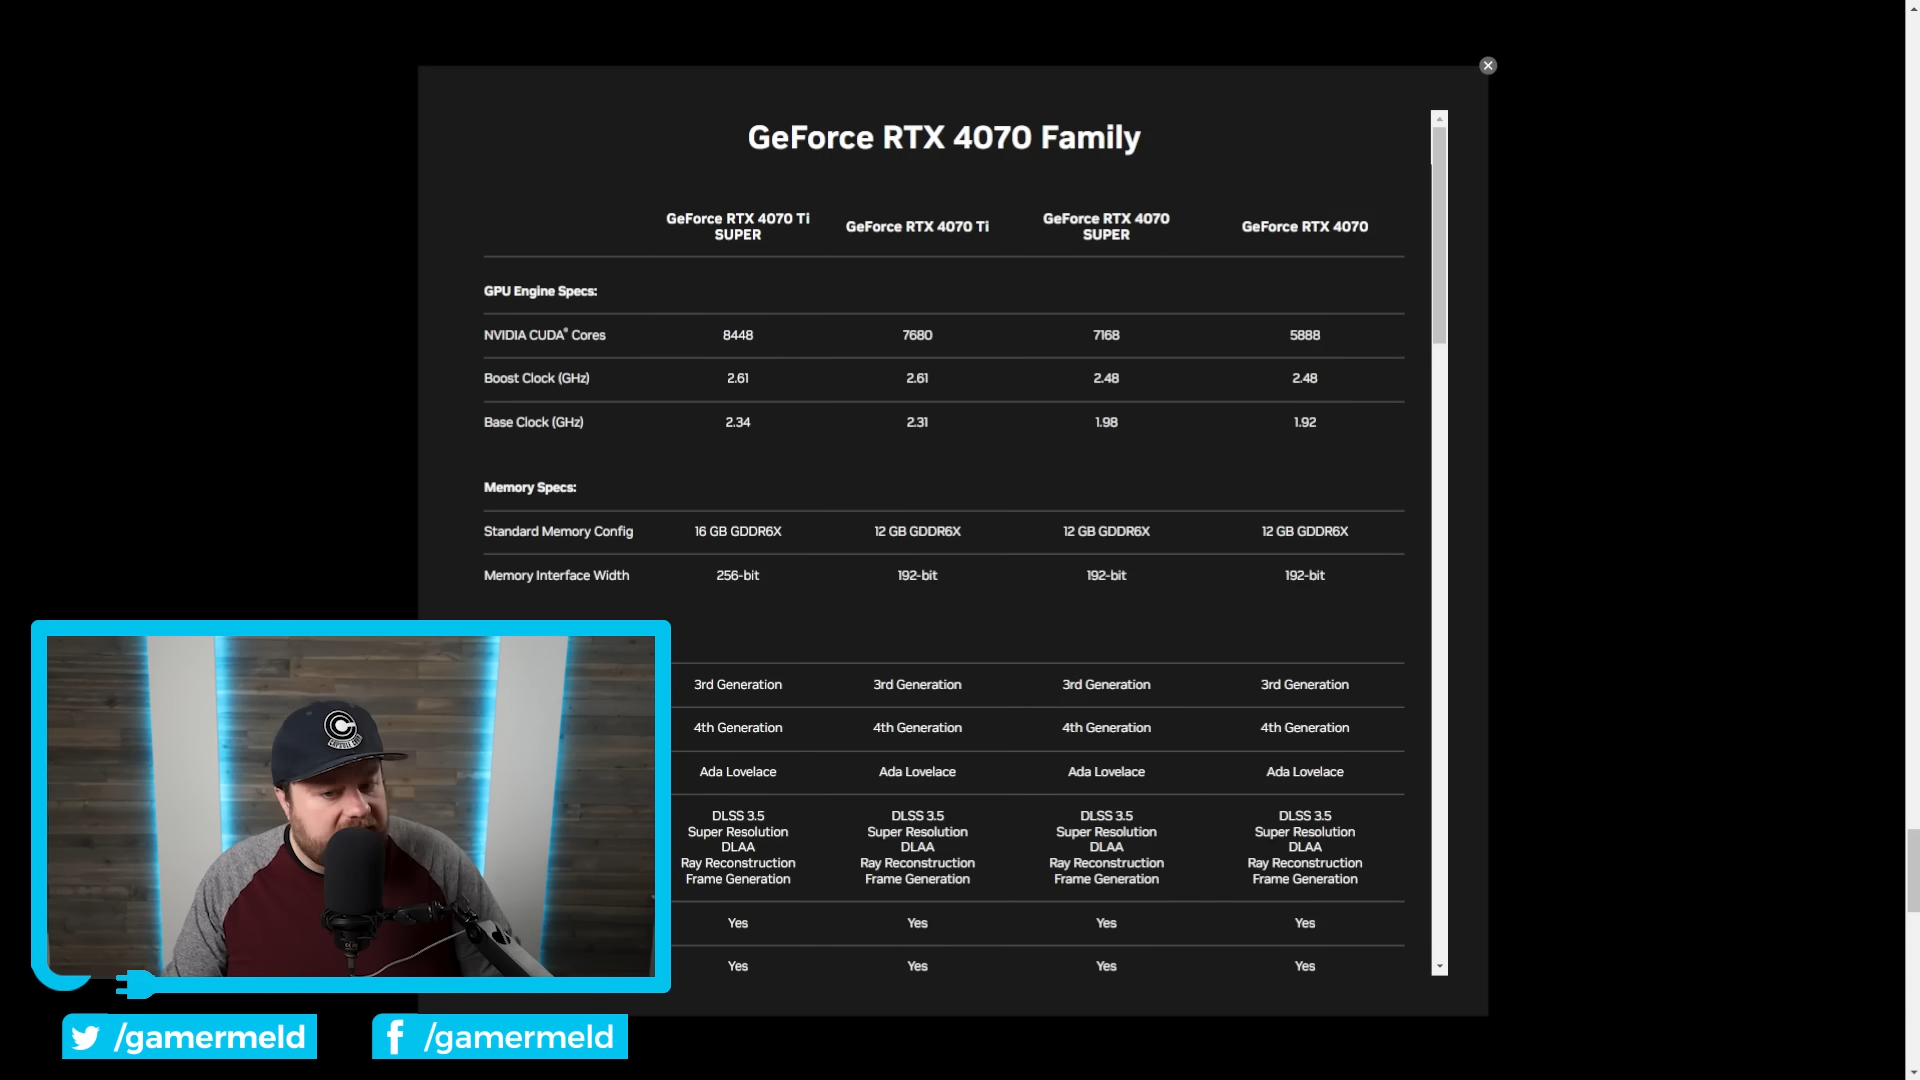 GeForce RTX 4070 Family
GeForce RTX 4070 Ti SUPER GeForce RTX 4070 Ti GeForce RTX 4070 SUPER GeForce RTX 4070
GPU Engine Specs:
NVIDIA CUDA® Cores 8448 7680 7168 5888
Boost Clock (GHz) 2.61 2.61 2.48 2.48
Base Clock (GHz) 2.34 2.31 1.98 1.92
Memory Specs:
Standard Memory Config 16 GB GDDR6X 12 GB GDDR6X 12 GB GDDR6X 12 GB GDDR6X
Memory Interface Width 256-bit 192-bit 192-bit 192-bit
3rd Generation 3rd Generation 3rd Generation 3rd Generation
4th Generation 4th Generation 4th Generation 4th Generation
Ada Lovelace Ada Lovelace Ada Lovelace Ada Lovelace
DLSS 3.5 DLSS 3.5 DLSS 3.5 DLSS 3.5
Super Resolution Super Resolution Super Resolution Super Resolution
DLAA DLAA DLAA DLAA
Ray Reconstruction Ray Reconstruction Ray Reconstruction Ray Reconstruction
Frame Generation Frame Generation Frame Generation Frame Generation
Yes Yes Yes Yes
Yes Yes Yes Yes
/gamermeld /gamermeld